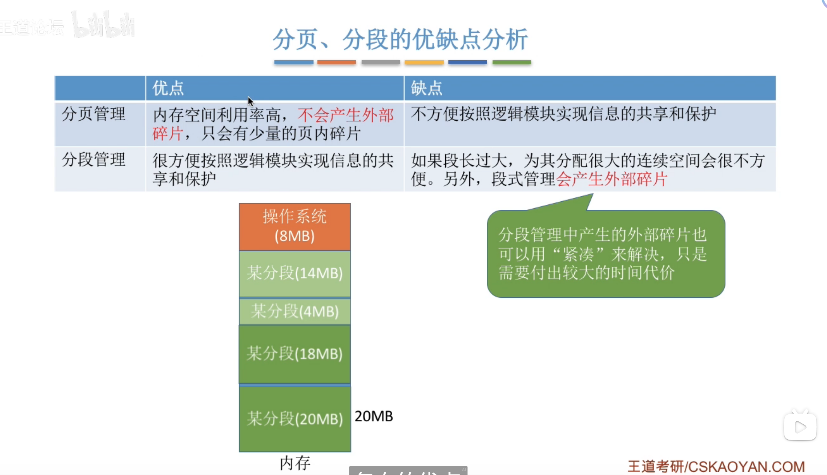 bilibili
分页、分段的优缺点分析
优点
缺点
分页管理
内存空间利用率高，不会产生外部
碎片，只会有少量的页内碎片
不方便按照逻辑模块实现信息的共享和保护
分段管理
很方便按照逻辑模块实现信息的共
享和保护
如果段长过大，为其分配很大的连续空间会很不方
便。另外，段式管理会产生外部碎片
操作系统
(8MB)
某分段(14MB)
某分段(4MB)
某分段(18MB)
某分段(20MB)
20MB
内存
分段管理中产生的外部碎片也
可以用“紧凑”来解决，只是
需要付出较大的时间代价
王道考研/CSKAOYAN.COM